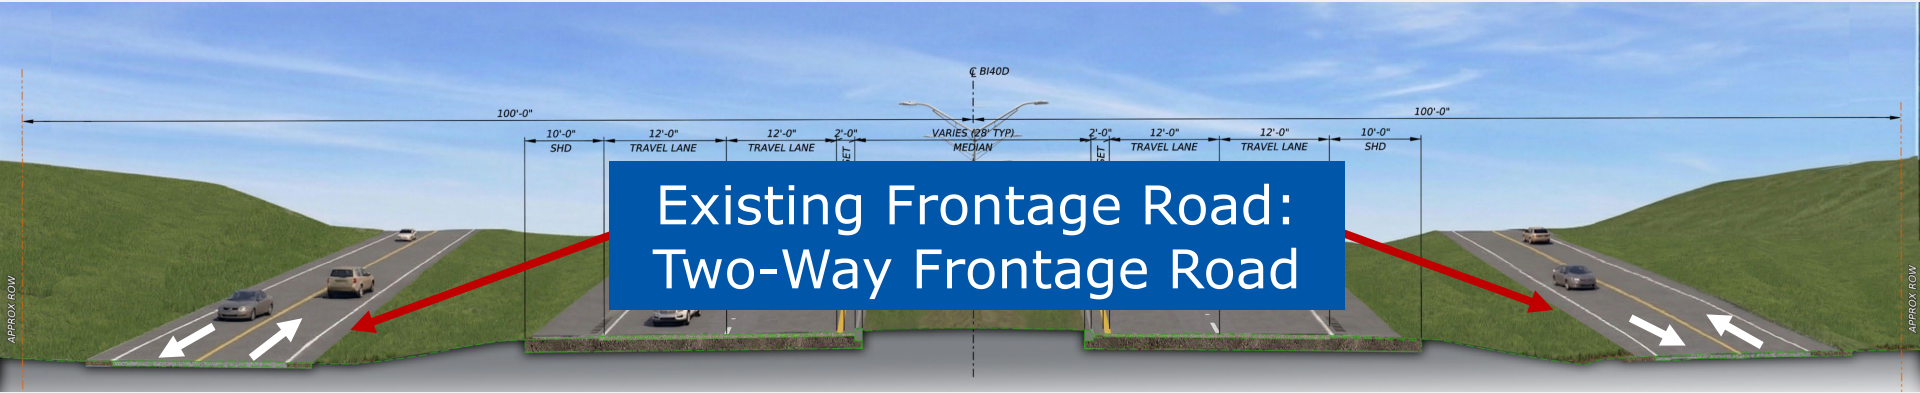 ℄ BI40D
100'-0"
100'-0"
10'-0"
12'-0"
12'-0"
2'-0"
VARIES (28' TYP)
2'-0"
12'-0"
12'-0"
10'-0"
SHD
TRAVEL LANE
TRAVEL LANE
MEDIAN
TRAVEL LANE
TRAVEL LANE
SHD
Existing Frontage Road:
Two-Way Frontage Road
APPROX ROW
APPROX ROW